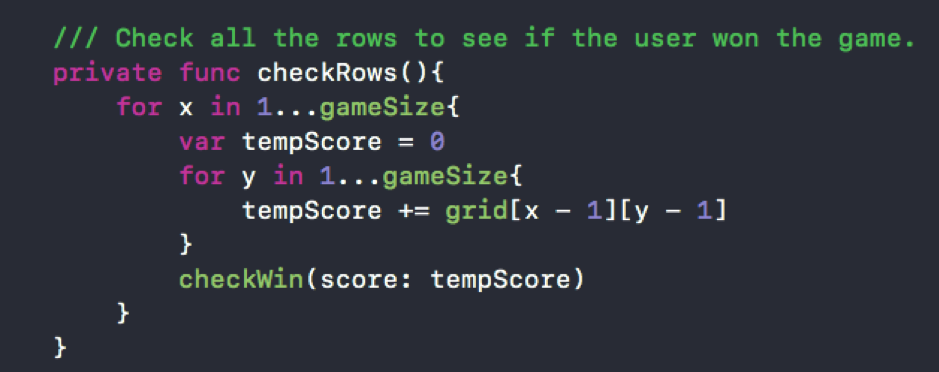 /// Check all the rows to see if the user won the game.
private func checkRows(){
    for x in 1...gameSize{
        var tempScore = 0
        for y in 1...gameSize{
            tempScore += grid[x - 1][y - 1]
        }
        checkWin(score: tempScore)
    }
}